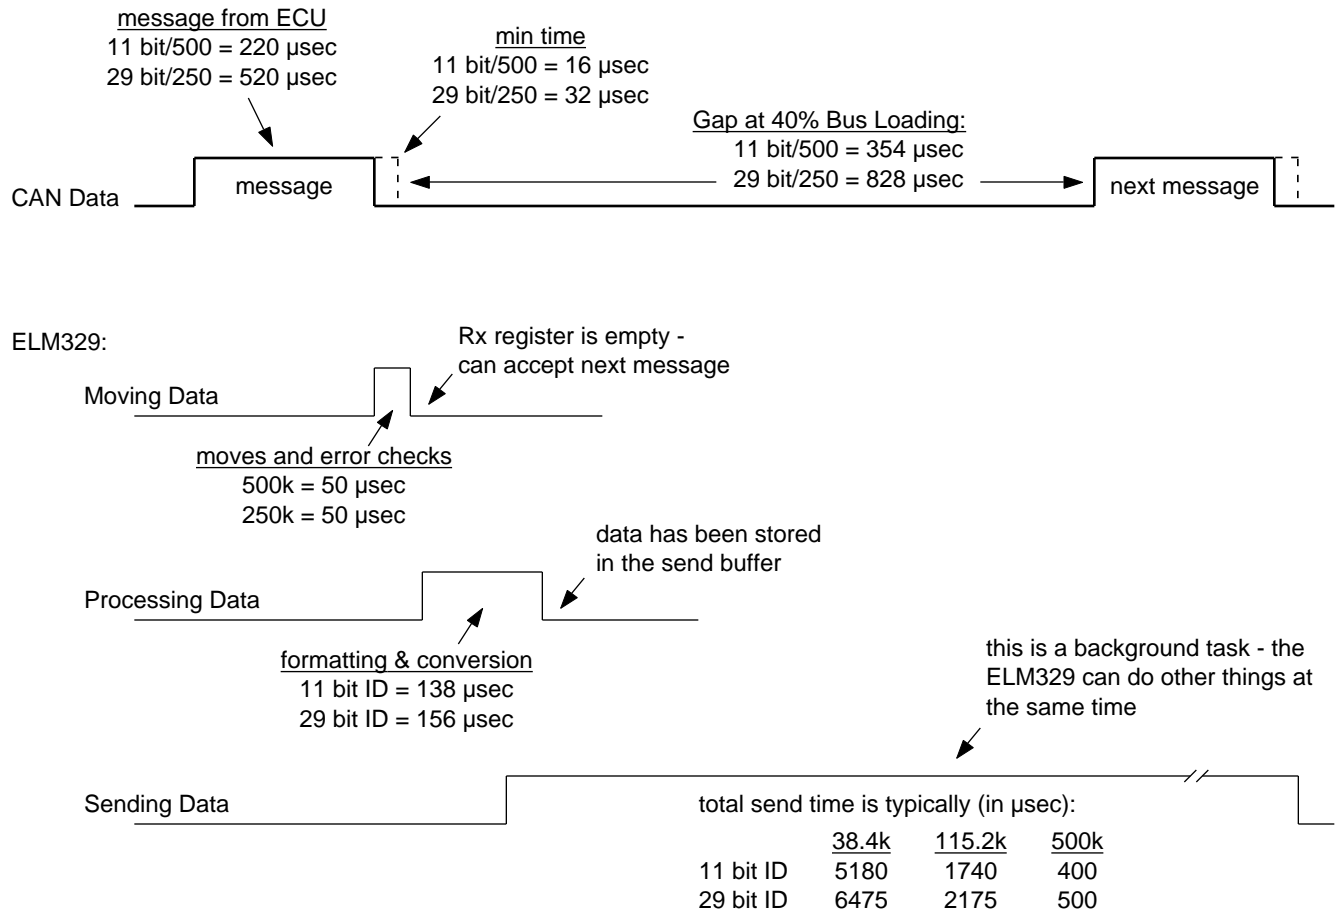 message from ECU
11 bit/500 = 220 µsec
29 bit/250 = 520 µsec
min time
11 bit/500 = 16 µsec
29 bit/250 = 32 µsec
Gap at 40% Bus Loading:
11 bit/500 = 354 µsec
29 bit/250 = 828 µsec
CAN Data
message
next message
ELM329:
Rx register is empty -
can accept next message
Moving Data
moves and error checks
500k = 50 µsec
250k = 50 µsec
data has been stored
in the send buffer
Processing Data
formatting & conversion
11 bit ID = 138 µsec
29 bit ID = 156 µsec
this is a background task - the
ELM329 can do other things at
the same time
Sending Data
total send time is typically (in µsec):
38.4k 115.2k 500k
11 bit ID 5180 1740 400
29 bit ID 6475 2175 500